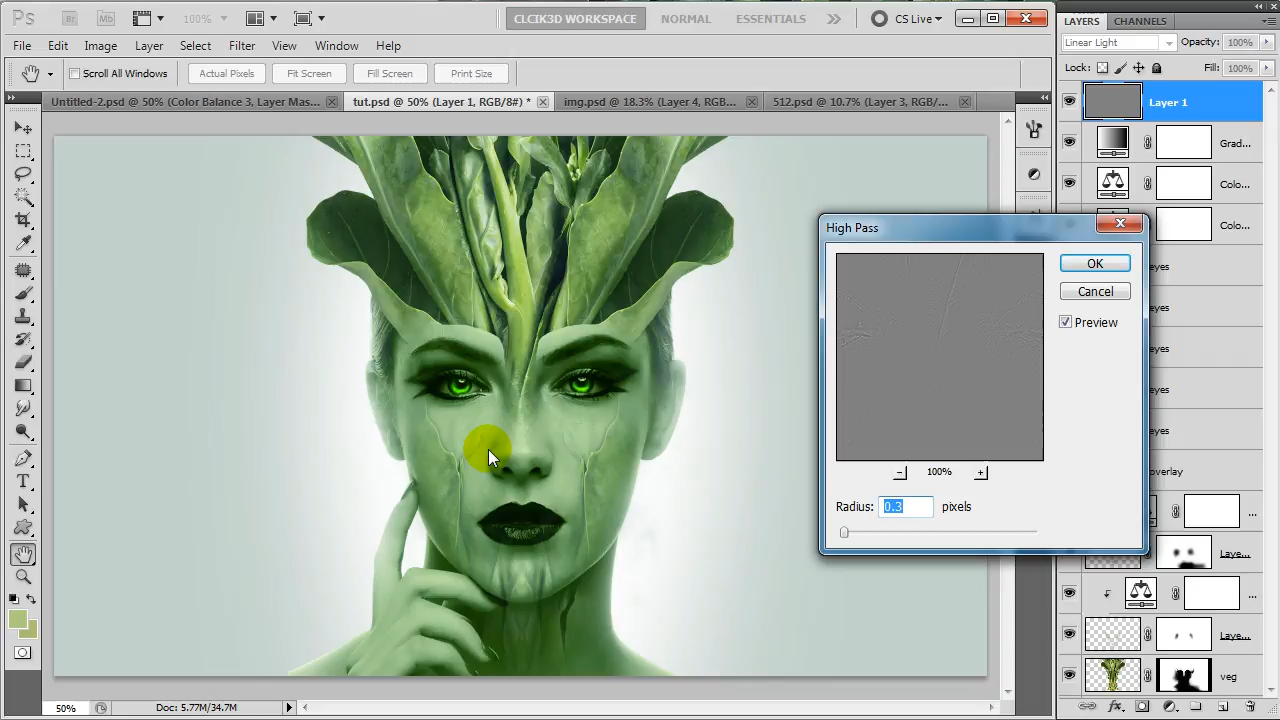 Ps Br Mb 100% CLCIK3D WORKSPACE NORMAL ESSENTIALS CS Live
File Edit Image Layer Select Filter View Window Help
Scroll All Windows Actual Pixels Fit Screen Fill Screen Print Size
Untitled-2.psd @ 50% (Color Balance 3, Layer Mas... tut.psd @ 50% (Layer 1, RGB/8#) * img.psd @ 18.3% (Layer 4, RGB... 512.psd @ 10.7% (Layer 3, RGB/...
LAYERS CHANNELS
Linear Light Opacity: 100%
Lock: Fill: 100%
Layer 1
Grad...
Colo...
Colo...
eyes
eyes
eyes
eyes
eyes
overlay
...
Laye...
...
Laye...
veg
High Pass
OK
Cancel
Preview
100%
Radius: 0.3 pixels
T
50% Doc: 5.77M/34.7M
fx